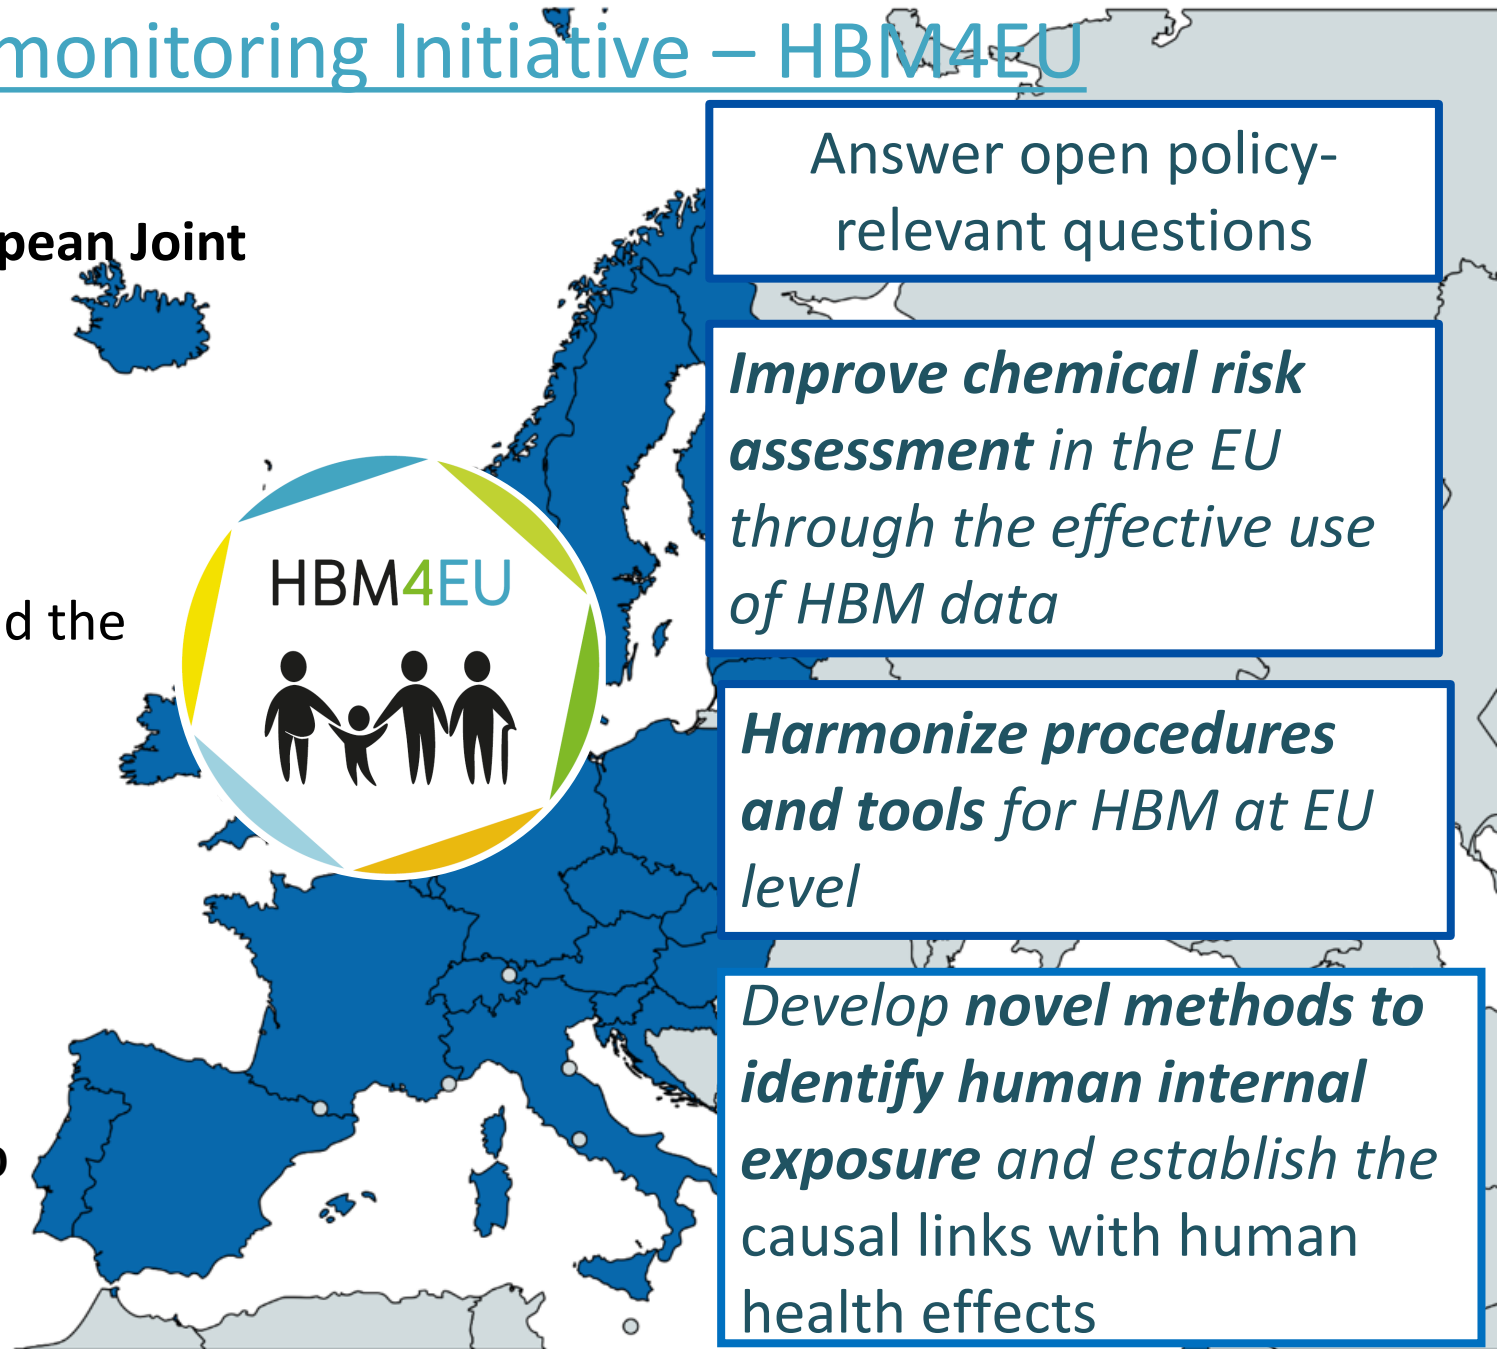 monitoring Initiative – HBM4EU
Answer open policy-
relevant questions
pean Joint
Improve chemical risk
assessment in the EU
through the effective use
of HBM data
HBM4EU
d the
Harmonize procedures
and tools for HBM at EU
level
Develop novel methods to
identify human internal
exposure and establish the
causal links with human
health effects